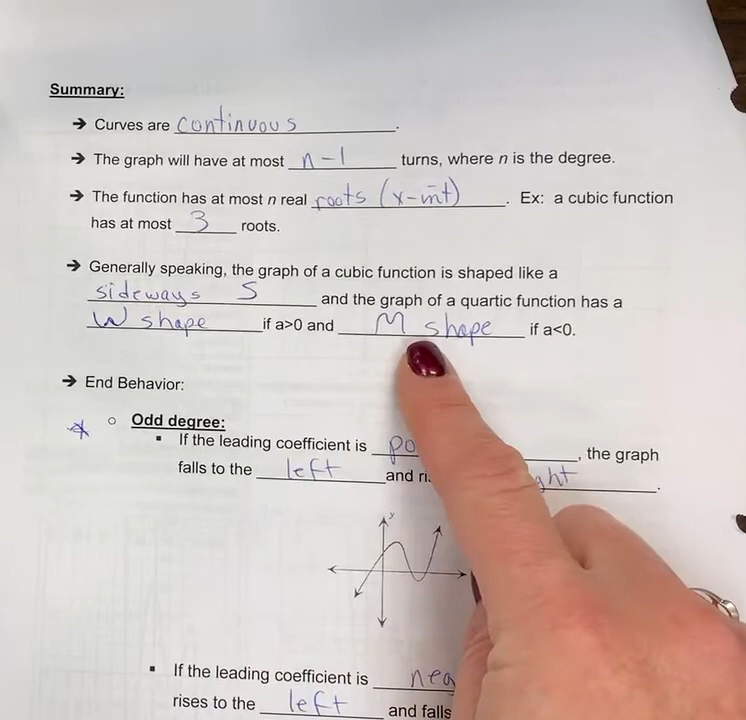 Summary:
→ Curves are continuous.
→ The graph will have at most n-1 turns, where n is the degree.
→ The function has at most n real roots (x-int). Ex: a cubic function
has at most 3 roots.
→ Generally speaking, the graph of a cubic function is shaped like a
sideways S and the graph of a quartic function has a
W shape if a>0 and M shape if a<0.
→ End Behavior:
o Odd degree:
▪ If the leading coefficient is po , the graph
falls to the left and ri ght.
y
▪ If the leading coefficient is neg
rises to the left and falls